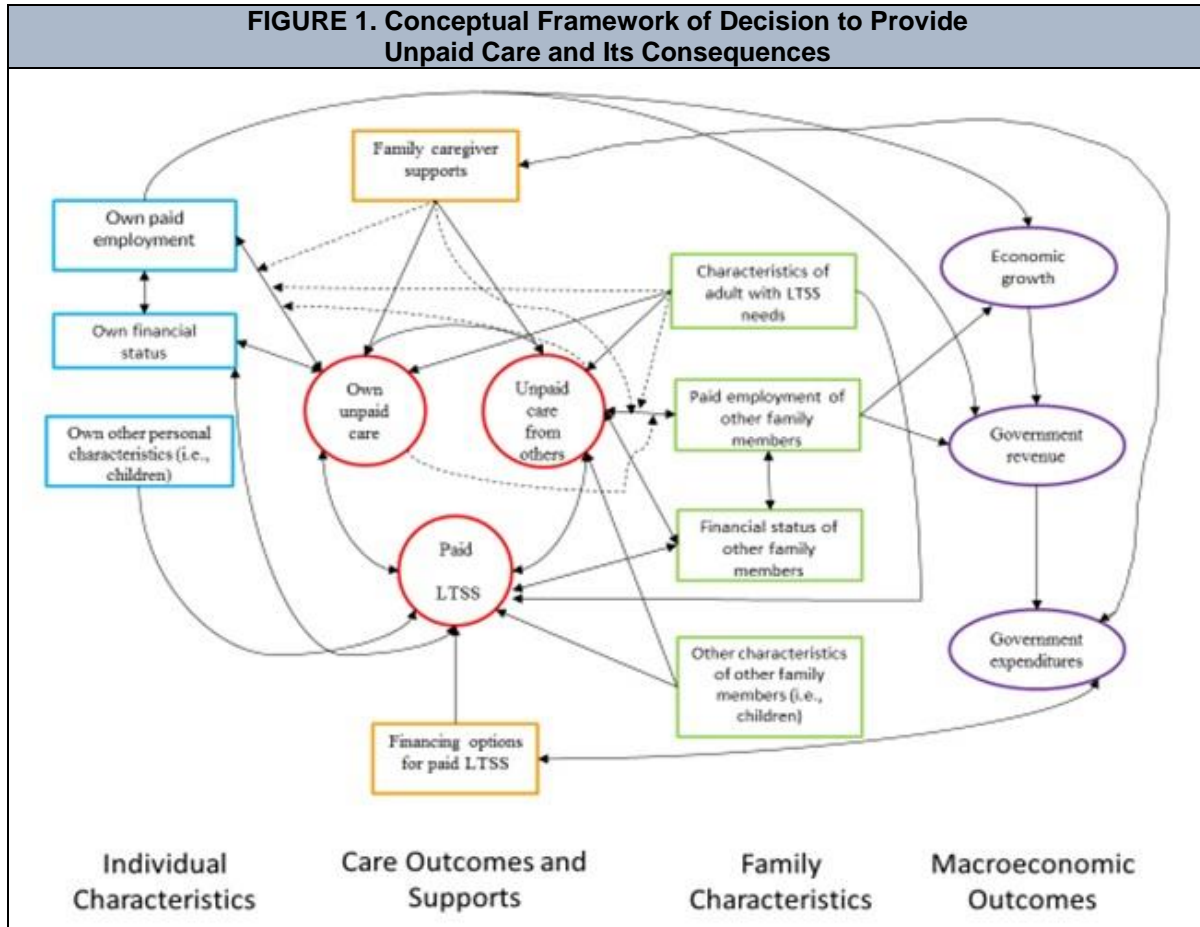 FIGURE 1. Conceptual Framework of Decision to Provide
Unpaid Care and Its Consequences
Family caregiver
supports
Own paid
employment
Own financial
status
Own other personal
characteristics (i.e.,
children)
Own
unpaid
care
Unpaid
care
from
others
Paid
LTSS
Financing options
for paid LTSS
Characteristics of
adult with LTSS
needs
Paid employment of
other family
members
Financial status of
other family
members
Other characteristics
of other family
members (i.e.,
children)
Economic
growth
Government
revenue
Government
expenditures
Individual
Characteristics
Care Outcomes and
Supports
Family
Characteristics
Macroeconomic
Outcomes